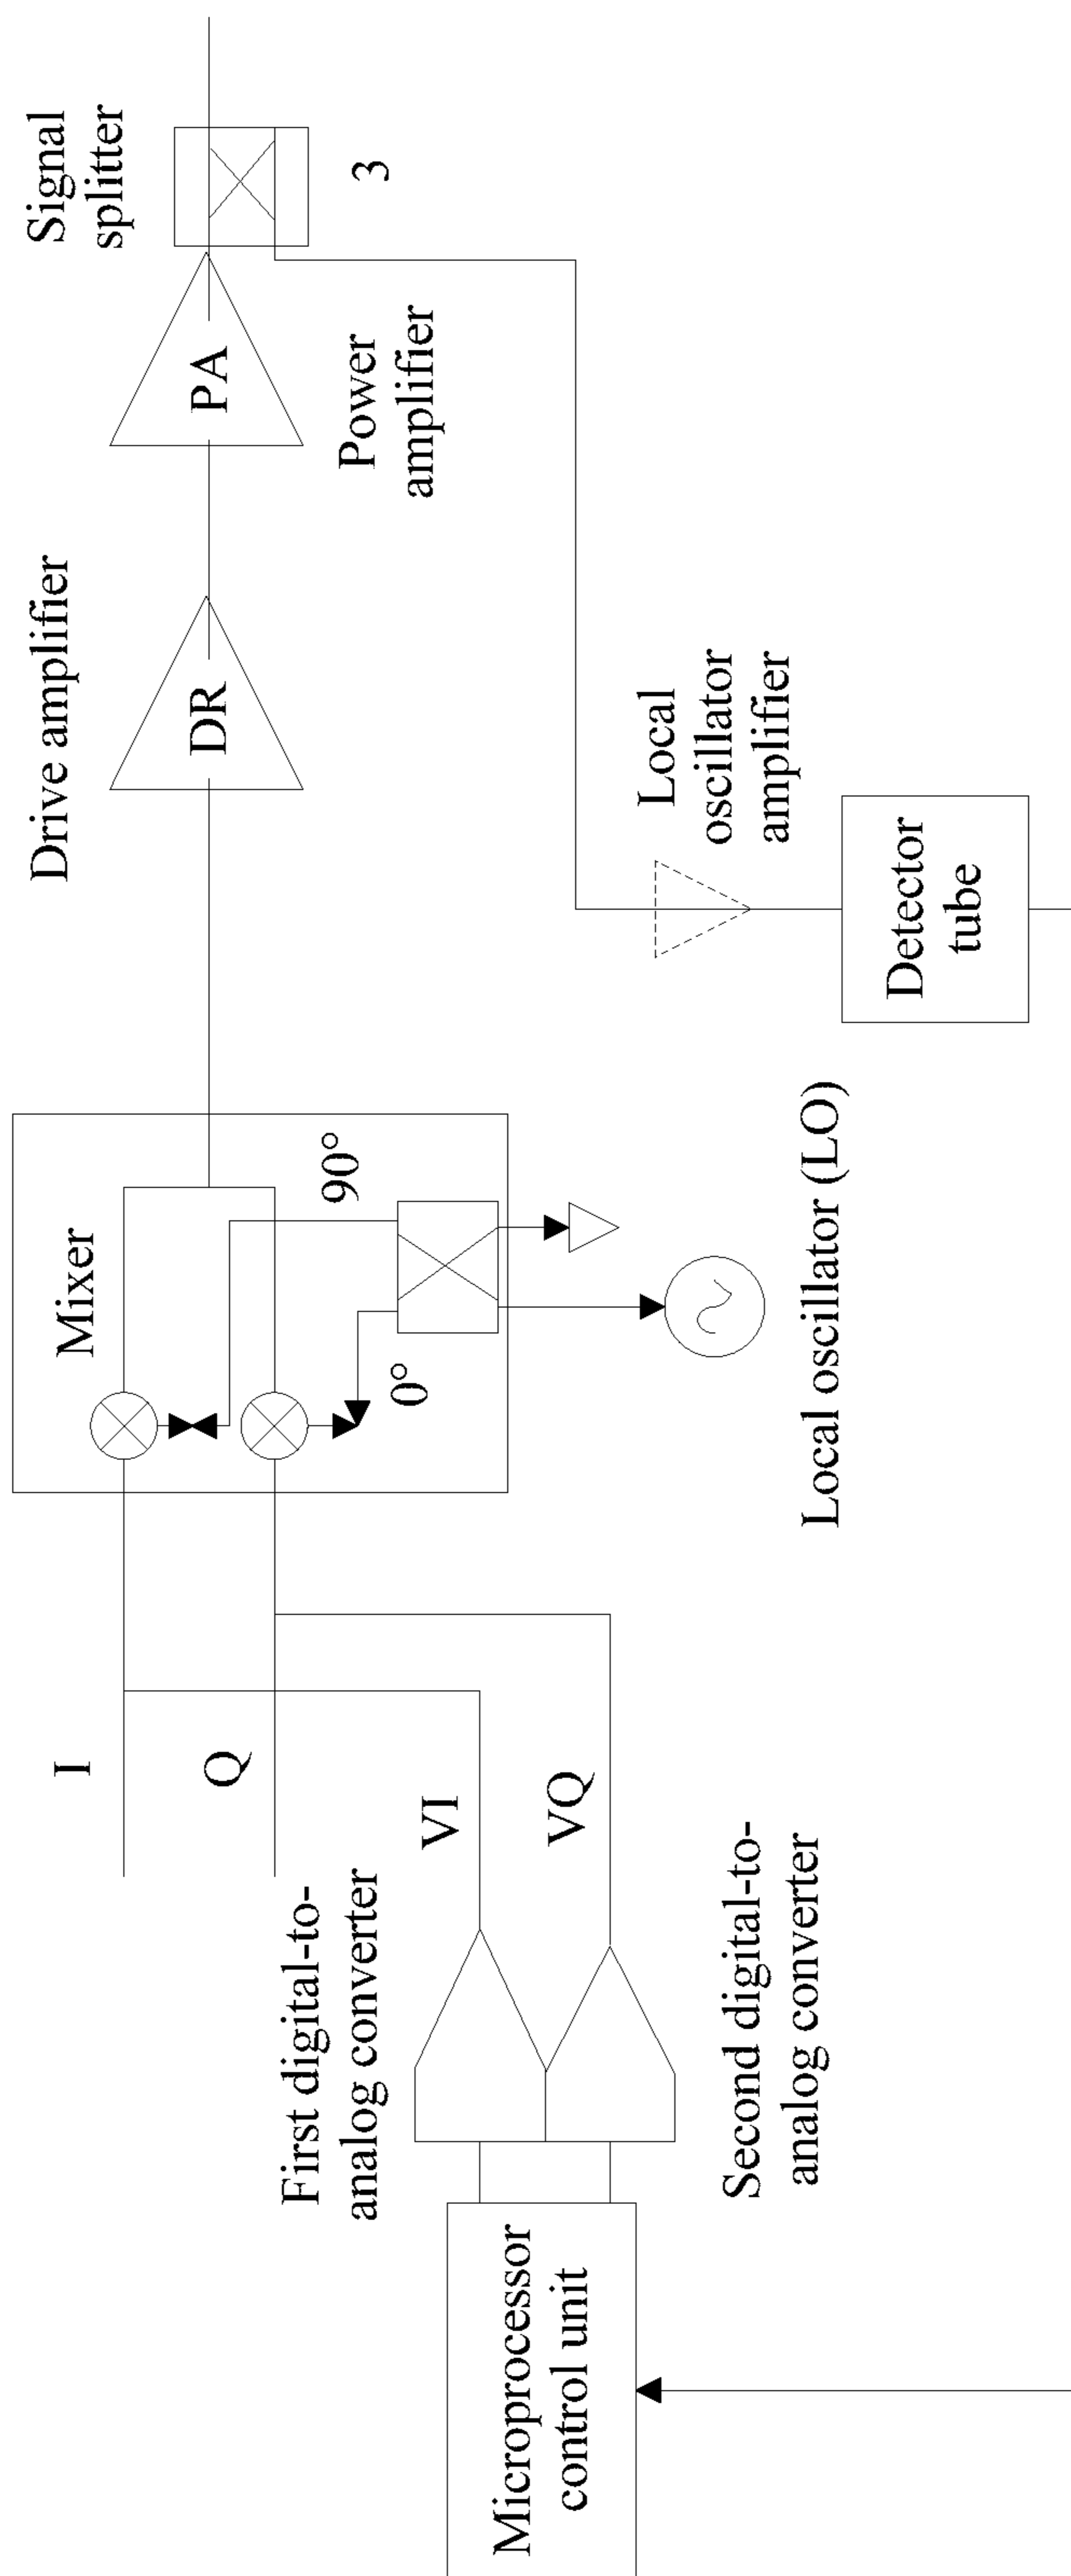 Signal
splitter
3
Drive amplifier
PA
Power
amplifier
DR
Mixer
90°
0°
Local
oscillator
amplifier
Detector
tube
Local oscillator (LO)
I
Q
VI
VQ
First digital-to-
analog converter
Second digital-to-
analog converter
Microprocessor
control unit